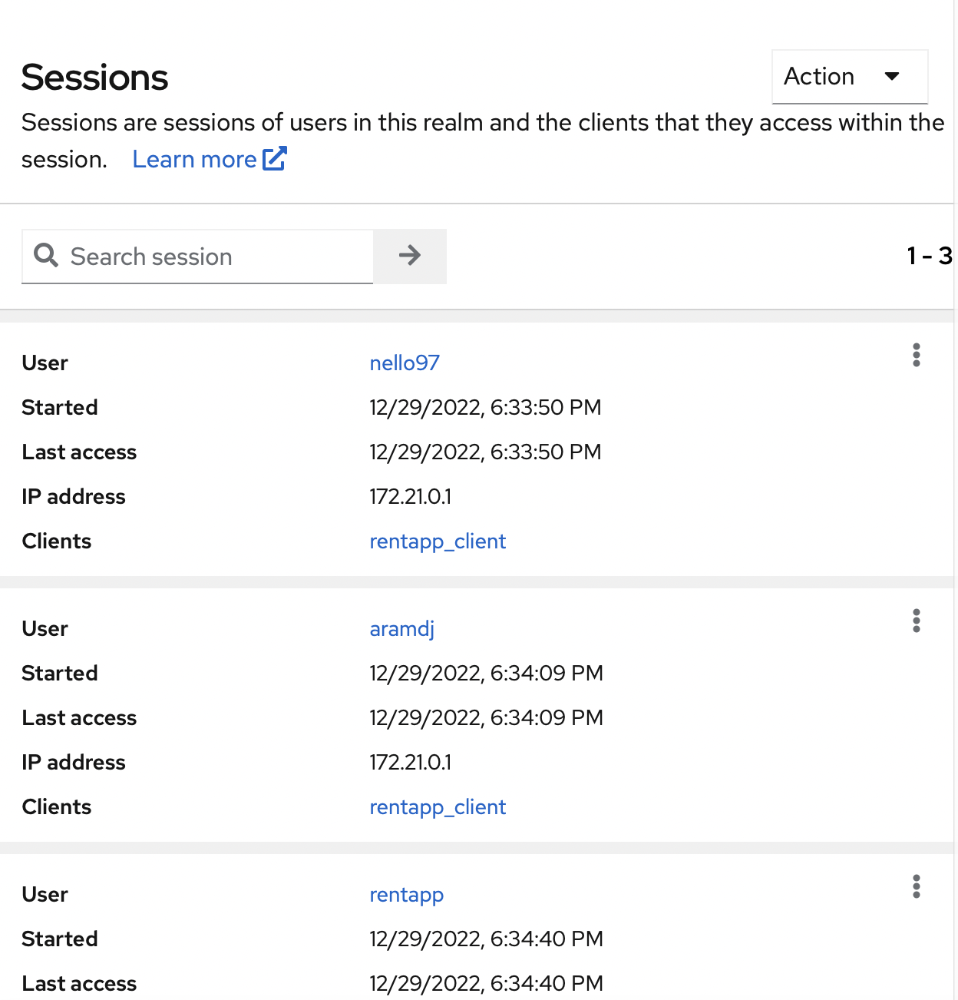 Sessions
Action
Sessions are sessions of users in this realm and the clients that they access within the
session. Learn more
Search session
1 - 3
User nello97
Started 12/29/2022, 6:33:50 PM
Last access 12/29/2022, 6:33:50 PM
IP address 172.21.0.1
Clients rentapp_client
User aramdj
Started 12/29/2022, 6:34:09 PM
Last access 12/29/2022, 6:34:09 PM
IP address 172.21.0.1
Clients rentapp_client
User rentapp
Started 12/29/2022, 6:34:40 PM
Last access 12/29/2022, 6:34:40 PM